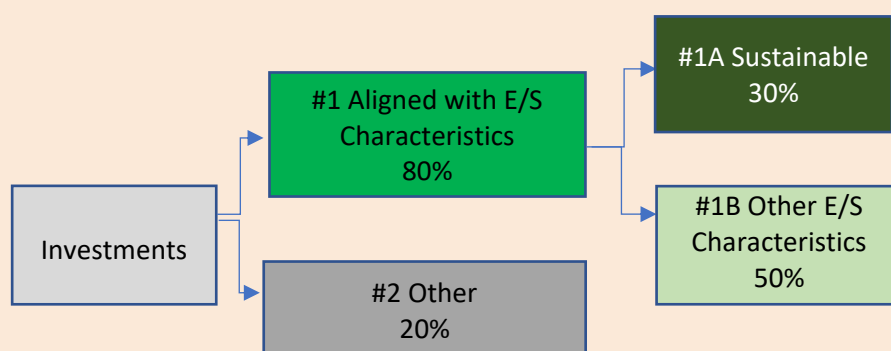 Investments
#1 Aligned with E/S
Characteristics
80%
#2 Other
20%
#1A Sustainable
30%
#1B Other E/S
Characteristics
50%